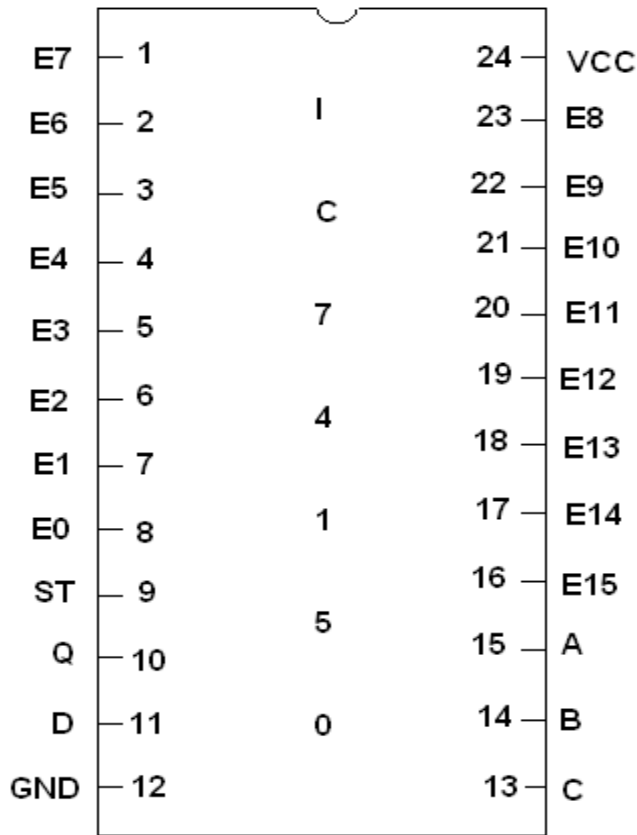 E7 1 24 VCC
I
E6 2 23 E8
E5 3 22 E9
C
E4 4 21 E10
E3 5 7 20 E11
E2 6 19 E12
4
E1 7 18 E13
E0 8 1 17 E14
ST 9 16 E15
5
Q 10 15 A
D 11 0 14 B
GND 12 13 C